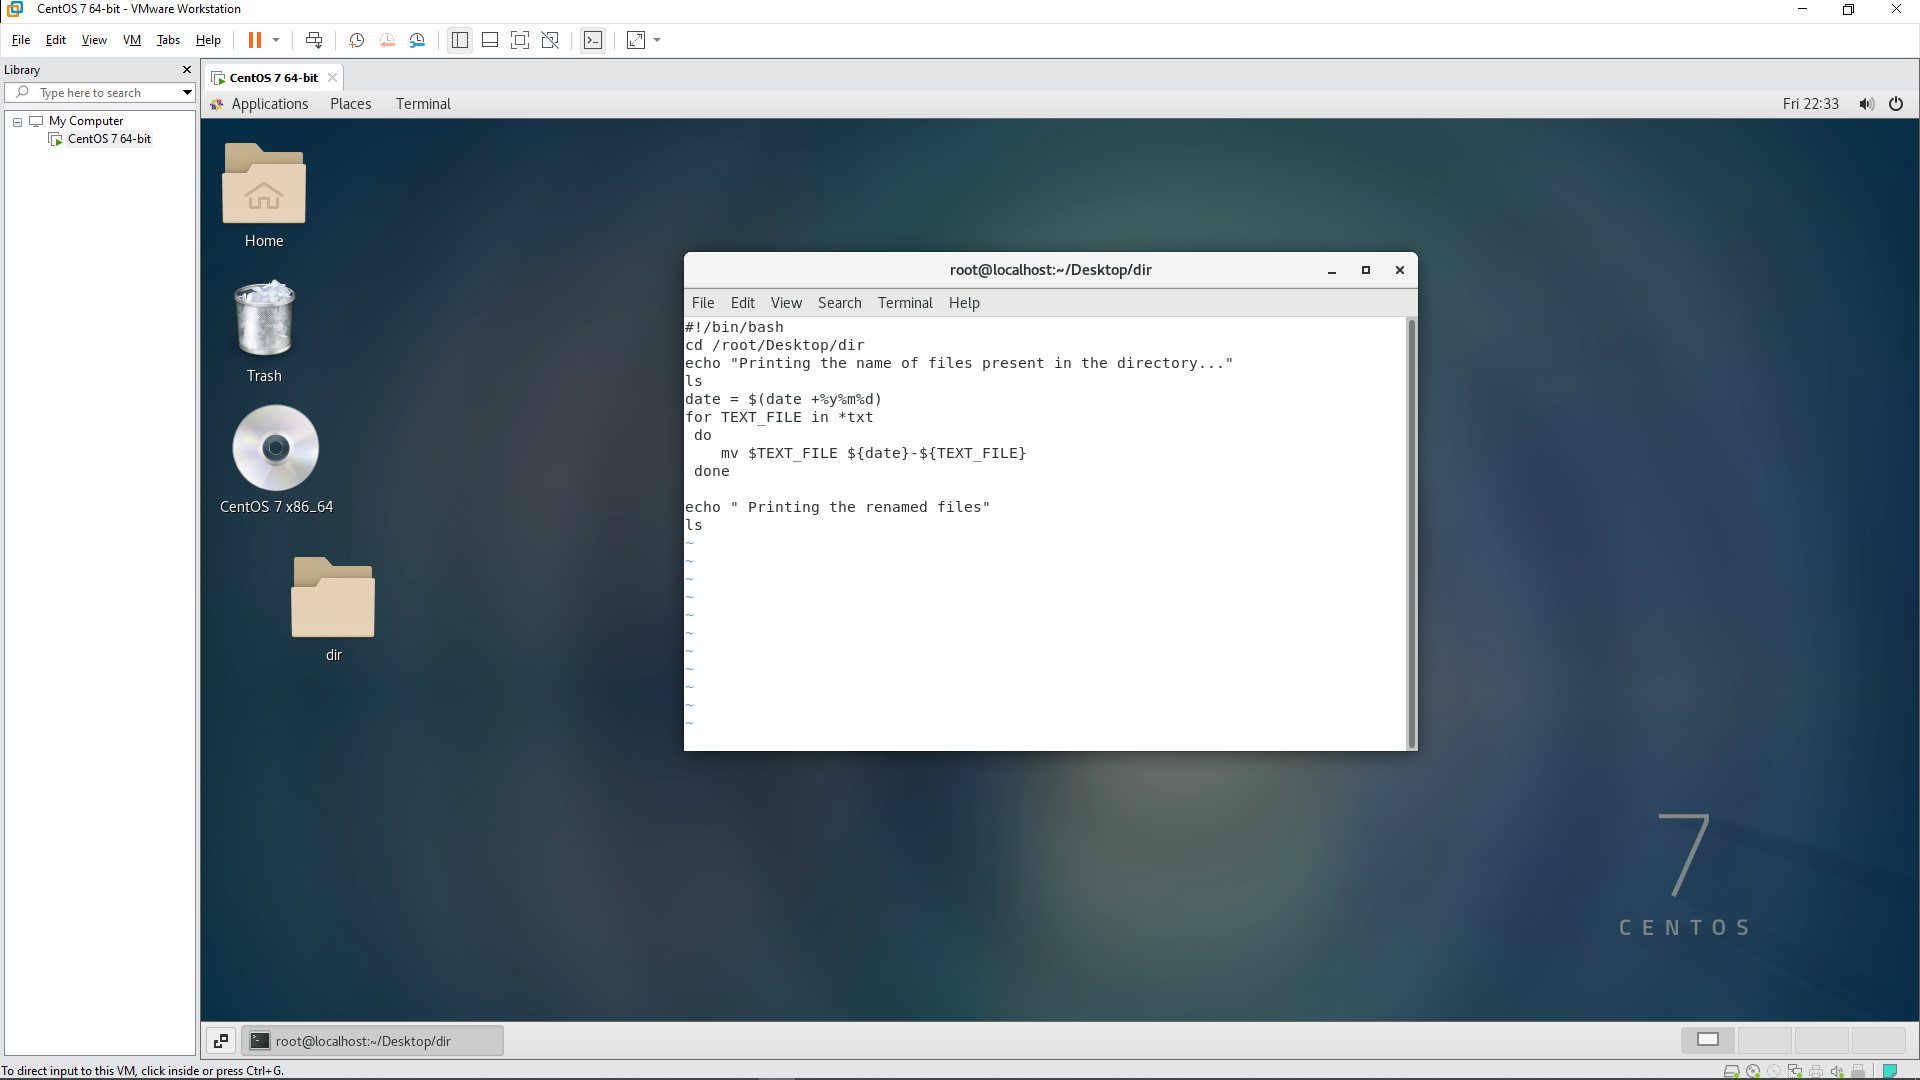 CentOS 7 64-bit - VMware Workstation
File Edit View VM Tabs Help
Library
Type here to search
My Computer
CentOS 7 64-bit
CentOS 7 64-bit
Applications Places Terminal Fri 22:33
Home
Trash
CentOS 7 x86_64
dir
root@localhost:~/Desktop/dir
File Edit View Search Terminal Help
#!/bin/bash
cd /root/Desktop/dir
echo "Printing the name of files present in the directory..."
ls
date = $(date +%y%m%d)
for TEXT_FILE in *txt
 do
    mv $TEXT_FILE ${date}-${TEXT_FILE}
 done
echo " Printing the renamed files"
ls
~
~
~
~
~
~
~
~
~
~
~
7
CENTOS
root@localhost:~/Desktop/dir
To direct input to this VM, click inside or press Ctrl+G.